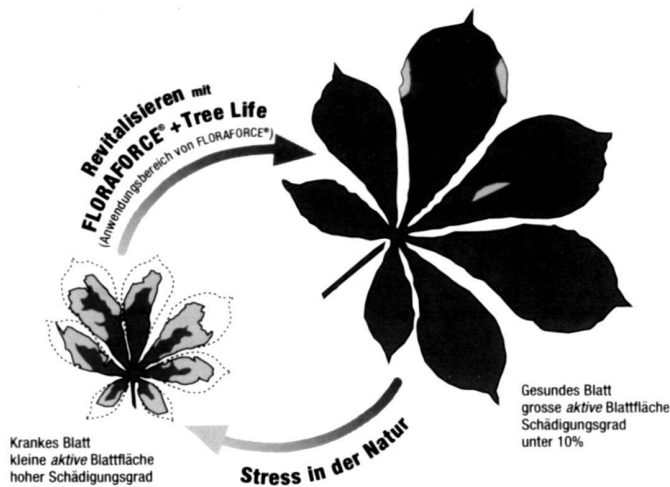 Revitalisieren mit
FLORAFORCE® + Tree Life
(Anwendungsbereich von FLORAFORCE®)
Gesundes Blatt
grosse aktive Blattfläche
Schädigungsgrad
unter 10%
Stress in der Natur
Krankes Blatt
kleine aktive Blattfläche
hoher Schädigungsgrad